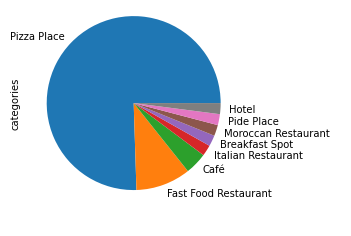 Pizza Place
categories
Hotel
Pide Place
Moroccan Restaurant
Breakfast Spot
Italian Restaurant
Café
Fast Food Restaurant